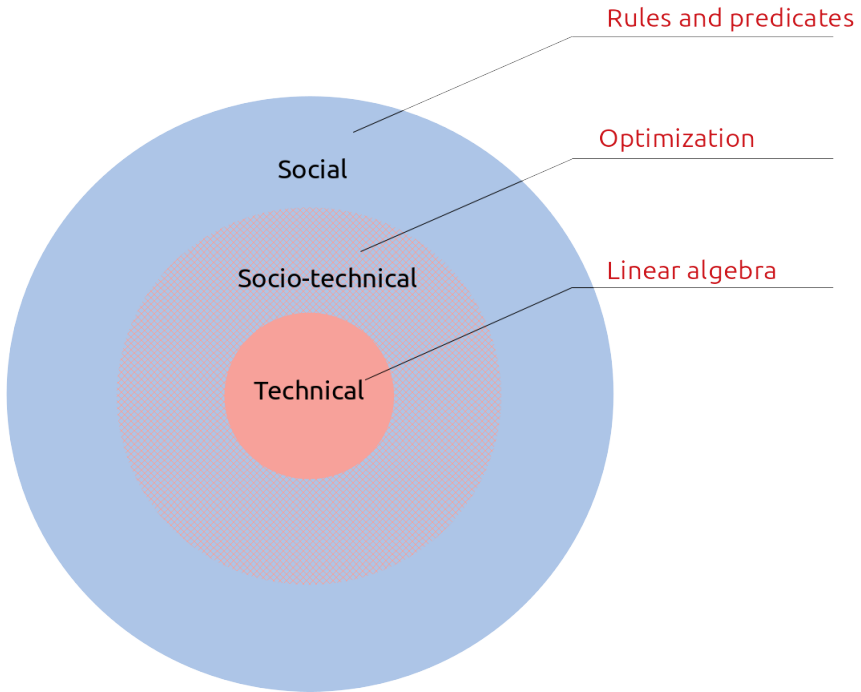 Rules and predicates
Optimization
Social
Linear algebra
Socio-technical
Technical